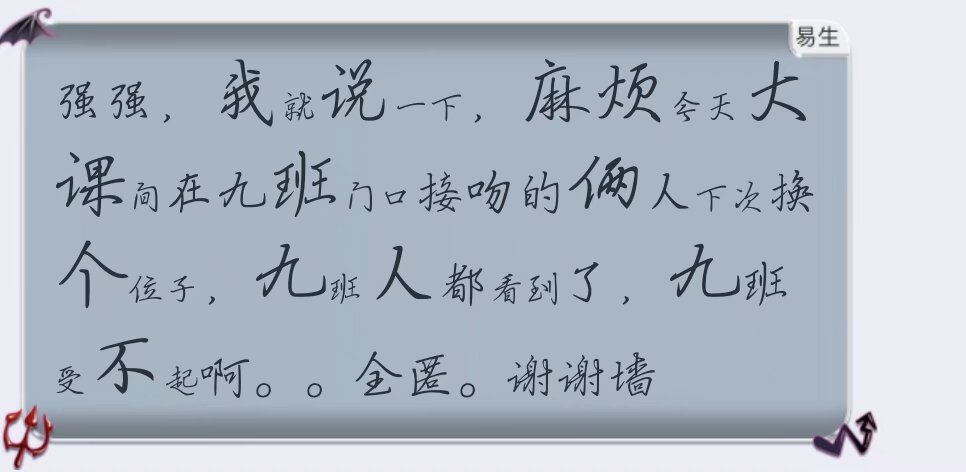 易生
强强，我就说一下，麻烦今天大
课间在九班门口接吻的俩人下次换
个位子，九班人都看到了，九班
受不起啊。。全匿。谢谢墙